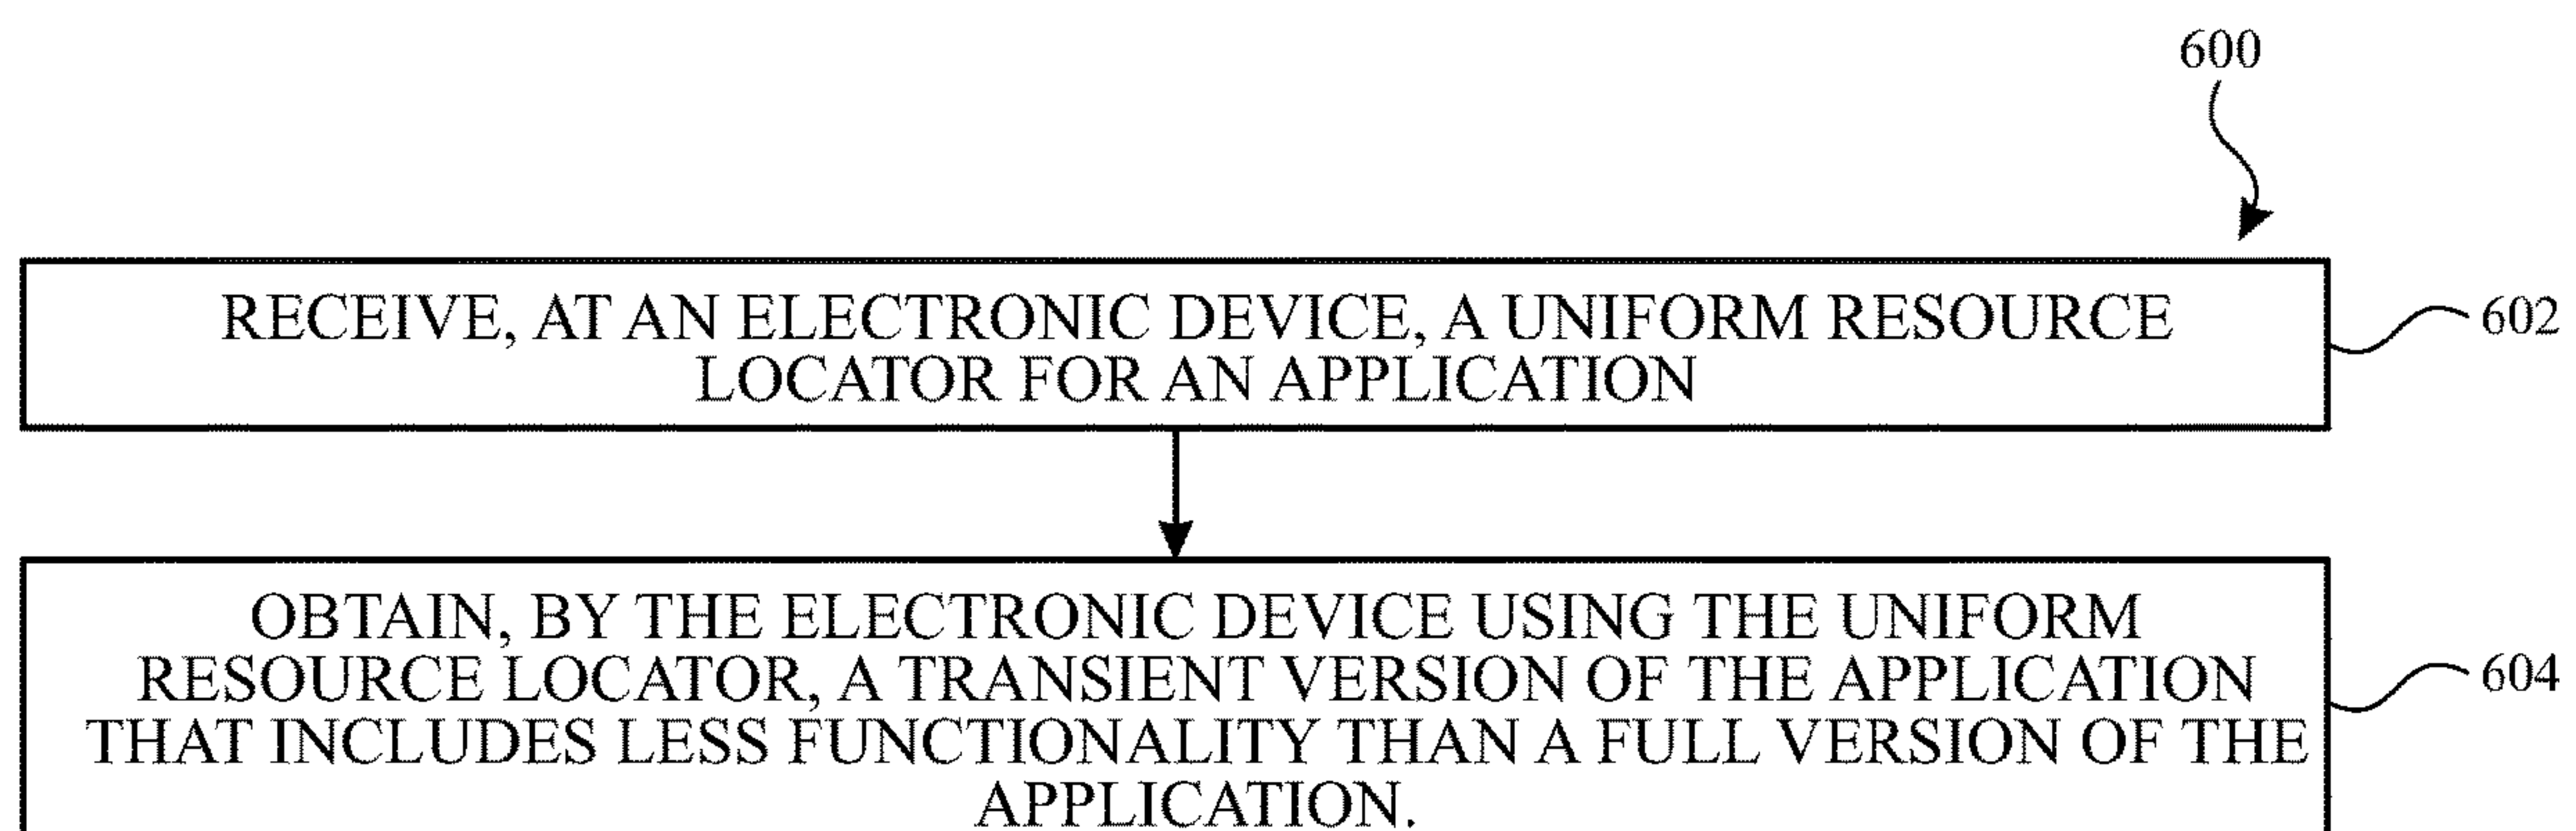 600
RECEIVE, AT AN ELECTRONIC DEVICE, A UNIFORM RESOURCE
LOCATOR FOR AN APPLICATION
602
OBTAIN, BY THE ELECTRONIC DEVICE USING THE UNIFORM
RESOURCE LOCATOR, A TRANSIENT VERSION OF THE APPLICATION
THAT INCLUDES LESS FUNCTIONALITY THAN A FULL VERSION OF THE
APPLICATION.
604